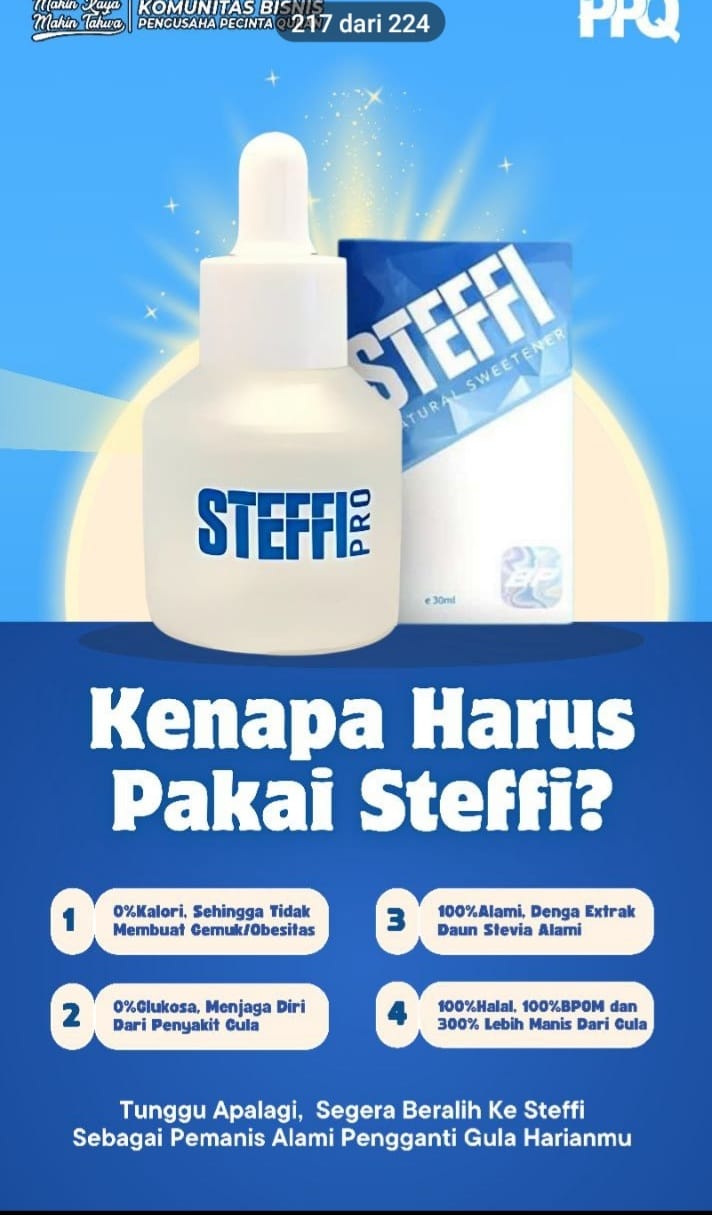 Makin Kaya
Makin Takwa
KOMUNITAS BISNIS
PENGUSAHA PECINTA QURAN
217 dari 224
PPQ
STEFFI
NATURAL SWEETENER
STEFFI PRO
BP
e 30ml
Kenapa Harus
Pakai Steffi?
1
0%Kalori, Sehingga Tidak
Membuat Gemuk/Obesitas
2
0%Glukosa, Menjaga Diri
Dari Penyakit Gula
3
100%Alami, Denga Extrak
Daun Stevia Alami
4
100%Halal, 100%BPOM dan
300% Lebih Manis Dari Gula
Tunggu Apalagi, Segera Beralih Ke Steffi
Sebagai Pemanis Alami Pengganti Gula Harianmu